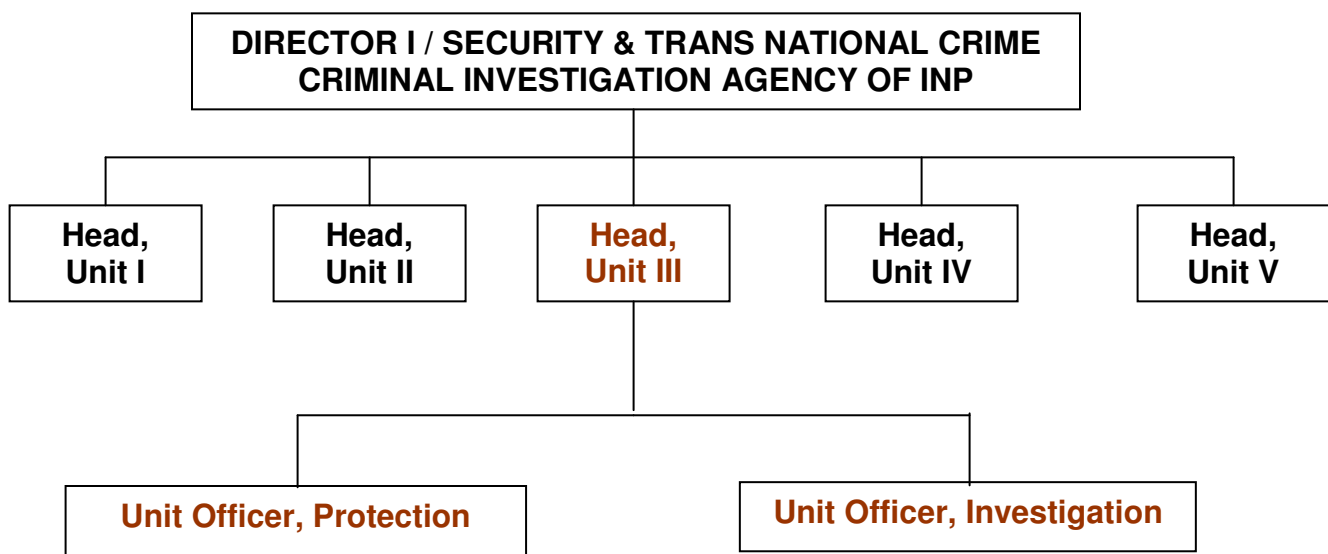 DIRECTOR I / SECURITY & TRANS NATIONAL CRIME
CRIMINAL INVESTIGATION AGENCY OF INP
Head,
Unit I
Head,
Unit II
Head,
Unit III
Head,
Unit IV
Head,
Unit V
Unit Officer, Protection
Unit Officer, Investigation